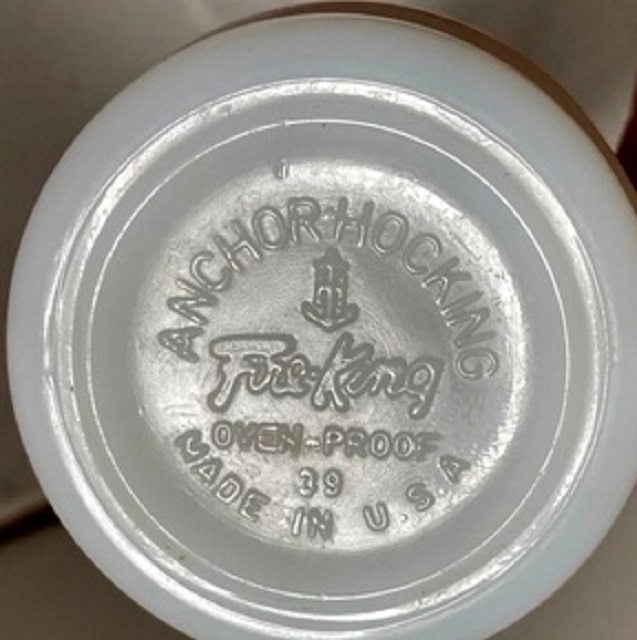 ANCHOR HOCKING
Fire-King
OVEN-PROOF
39
MADE IN U.S.A